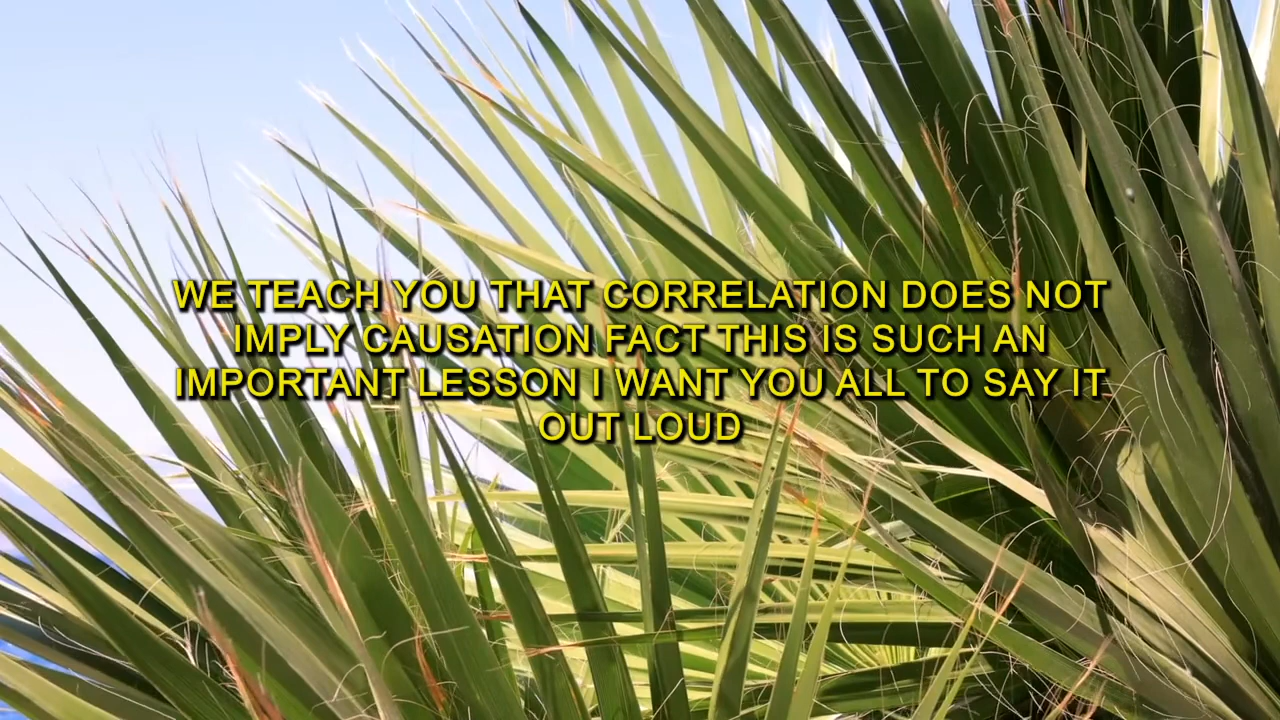 WE TEACH YOU THAT CORRELATION DOES NOT
IMPLY CAUSATION FACT THIS IS SUCH AN
IMPORTANT LESSON I WANT YOU ALL TO SAY IT
OUT LOUD